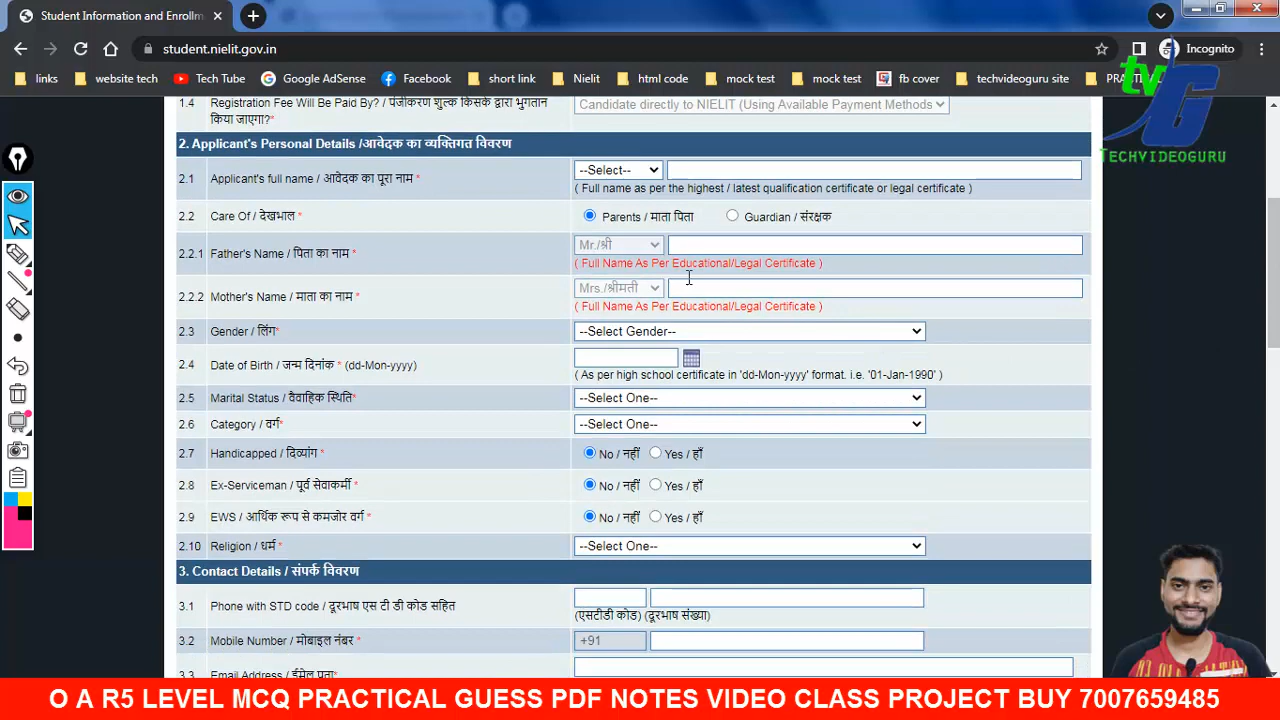 Student Information and Enrollm
student.nielit.gov.in
Incognito
links
website tech
Tech Tube
Google AdSense
Facebook
short link
Nielit
html code
mock test
mock test
fb cover
techvideoguru site
tvG
TECHVIDEOGURU
1.4 Registration Fee Will Be Paid By? / पंजीकरण शुल्क किसके द्वारा भुगतान
किया जाएगा?*
Candidate directly to NIELIT (Using Available Payment Methods
2. Applicant's Personal Details /आवेदक का व्यक्तिगत विवरण
2.1 Applicant's full name / आवेदक का पूरा नाम * --Select--
( Full name as per the highest / latest qualification certificate or legal certificate )
2.2 Care Of / देखभाल * Parents / माता पिता Guardian / संरक्षक
2.2.1 Father's Name / पिता का नाम * Mr./श्री
( Full Name As Per Educational/Legal Certificate )
2.2.2 Mother's Name / माता का नाम * Mrs./श्रीमती
( Full Name As Per Educational/Legal Certificate )
2.3 Gender / लिंग* --Select Gender--
2.4 Date of Birth / जन्म दिनांक * (dd-Mon-yyyy)
( As per high school certificate in 'dd-Mon-yyyy' format. i.e. '01-Jan-1990' )
2.5 Marital Status / वैवाहिक स्थिति* --Select One--
2.6 Category / वर्ग* --Select One--
2.7 Handicapped / दिव्यांग * No / नहीं Yes / हाँ
2.8 Ex-Serviceman / पूर्व सेवाकर्मी * No / नहीं Yes / हाँ
2.9 EWS / आर्थिक रूप से कमजोर वर्ग * No / नहीं Yes / हाँ
2.10 Religion / धर्म * --Select One--
3. Contact Details / संपर्क विवरण
3.1 Phone with STD code / दूरभाष एस टी डी कोड सहित
(एसटीडी कोड) (दूरभाष संख्या)
3.2 Mobile Number / मोबाइल नंबर * +91
3.3 Email Address / ईमेल पता*
O A R5 LEVEL MCQ PRACTICAL GUESS PDF NOTES VIDEO CLASS PROJECT BUY 7007659485